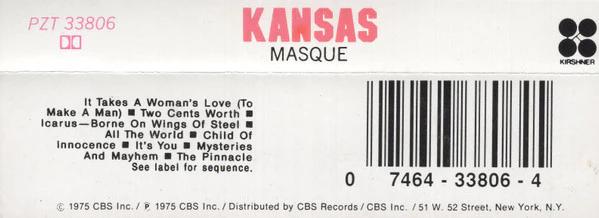 PZT 33806
KANSAS
MASQUE
KIRSHNER
It Takes A Woman's Love (To
Make A Man) ■ Two Cents Worth ■
Icarus—Borne On Wings Of Steel ■
All The World ■ Child Of
Innocence ■ It's You ■ Mysteries
And Mayhem ■ The Pinnacle
See label for sequence.
0 7464 - 33806 - 4
© 1975 CBS Inc. / ℗ 1975 CBS Inc. / Distributed by CBS Records / CBS Inc. / 51 W. 52 Street, New York, N.Y.